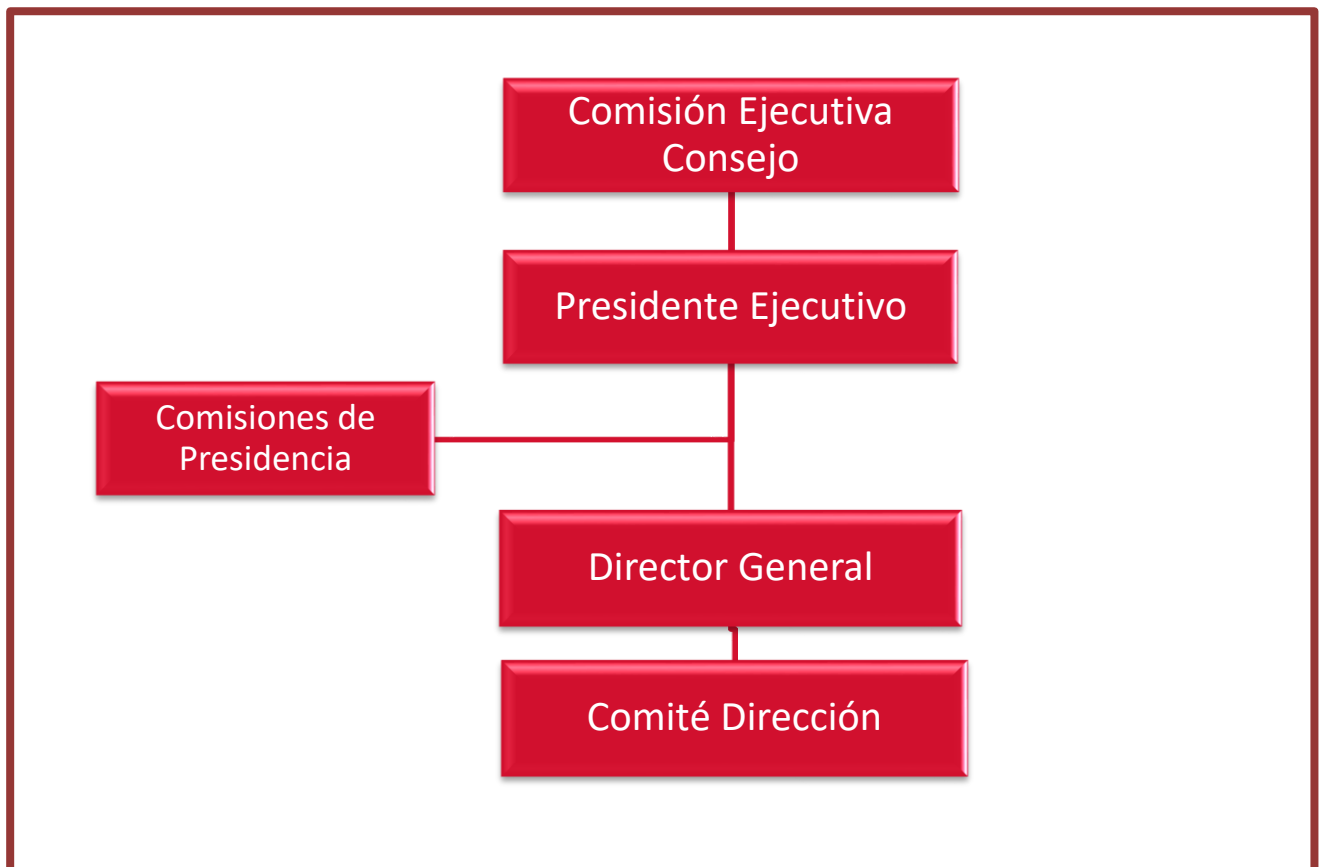 Comisión Ejecutiva
Consejo
Presidente Ejecutivo
Comisiones de
Presidencia
Director General
Comité Dirección